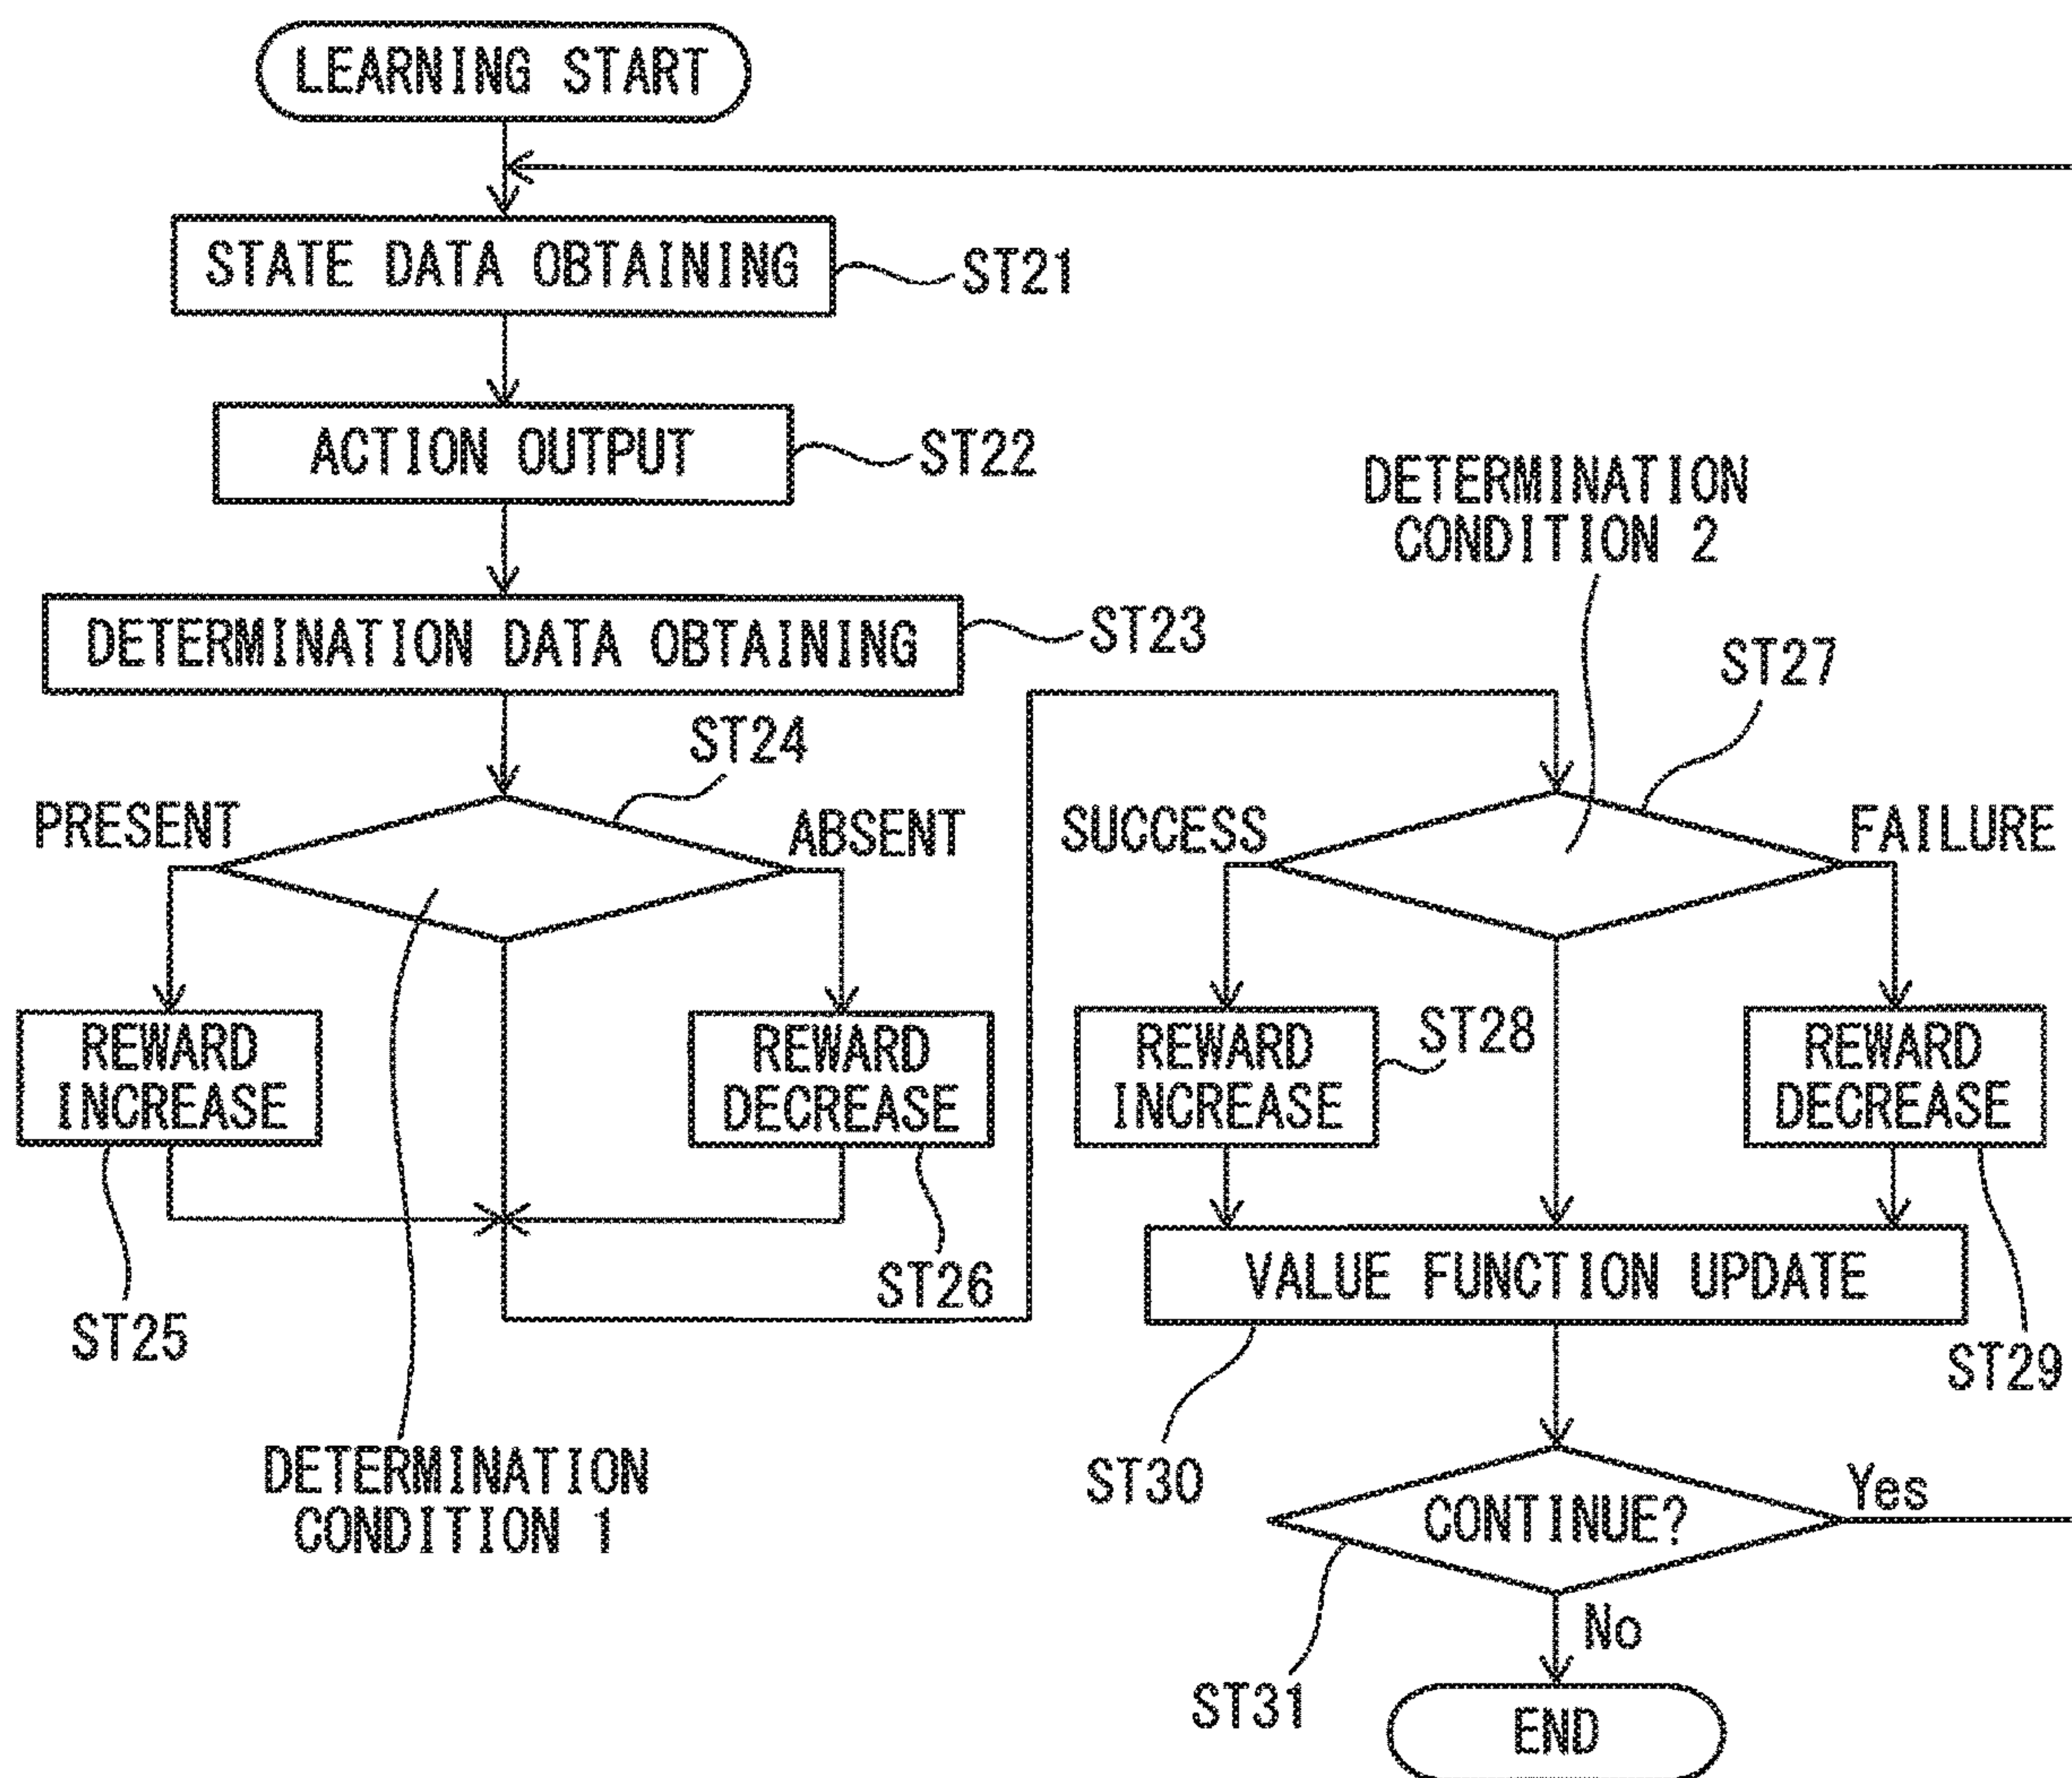 LEARNING START
STATE DATA OBTAINING
ST21
ACTION OUTPUT
ST22
DETERMINATION DATA OBTAINING
ST23
ST24
PRESENT
ABSENT
REWARD
INCREASE
ST25
REWARD
DECREASE
ST26
DETERMINATION
CONDITION 1
DETERMINATION
CONDITION 2
ST27
SUCCESS
FAILURE
REWARD
INCREASE
ST28
REWARD
DECREASE
ST29
VALUE FUNCTION UPDATE
ST30
CONTINUE?
Yes
ST31
No
END